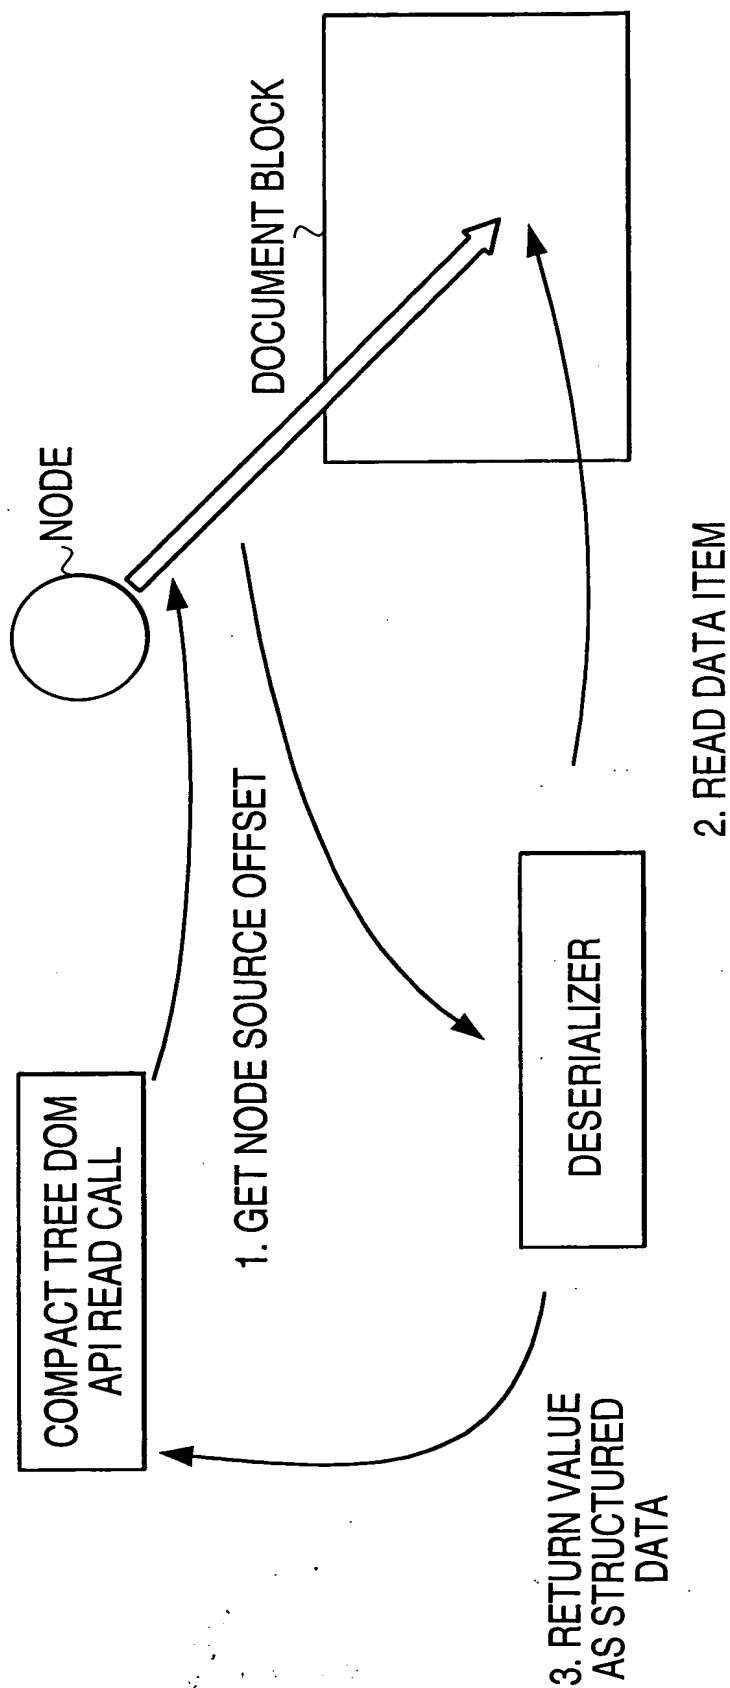 COMPACT TREE DOM
API READ CALL
NODE
DOCUMENT BLOCK
1. GET NODE SOURCE OFFSET
DESERIALIZER
2. READ DATA ITEM
3. RETURN VALUE
AS STRUCTURED
DATA